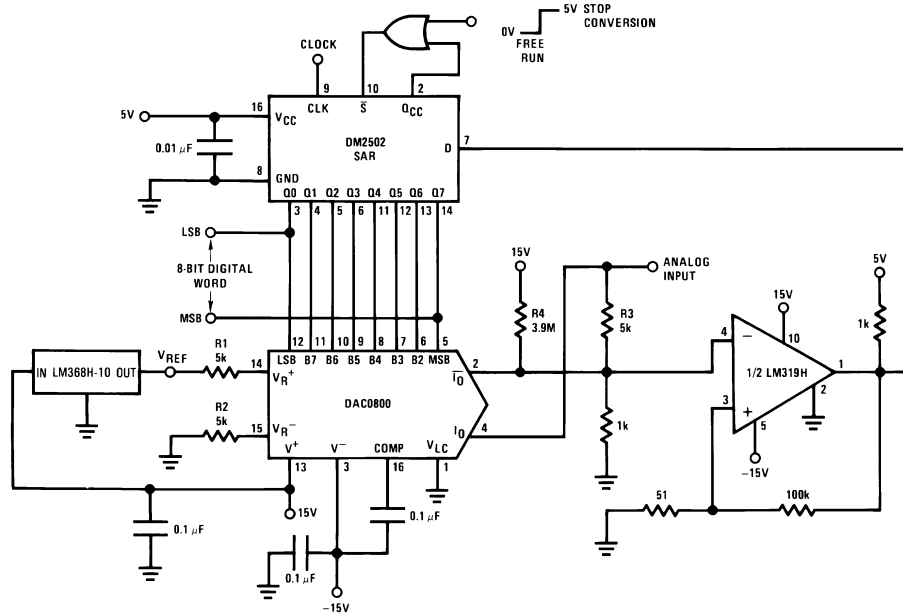 5V STOP
CONVERSION
0V
FREE
RUN
CLOCK
9
10
2
CLK
S̅
QCC
5V
16
VCC
DM2502
SAR
D
7
0.01 µF
8
GND
Q0 Q1 Q2 Q3 Q4 Q5 Q6 Q7
3 4 5 6 11 12 13 14
LSB
8-BIT DIGITAL
WORD
MSB
15V
ANALOG
INPUT
5V
R4
3.9M
R3
5k
15V
1k
12 11 10 9 8 7 6 5
LSB B7 B6 B5 B4 B3 B2 MSB
IN LM368H-10 OUT
VREF
R1
5k
14
VR+
I̅O̅
2
DAC0800
4
−
10
1
1/2 LM319H
2
R2
5k
15
VR−
IO
4
1k
3
+
5
−15V
V+
V−
COMP
VLC
13
3
16
1
0.1 µF
15V
0.1 µF
0.1 µF
−15V
51
100k